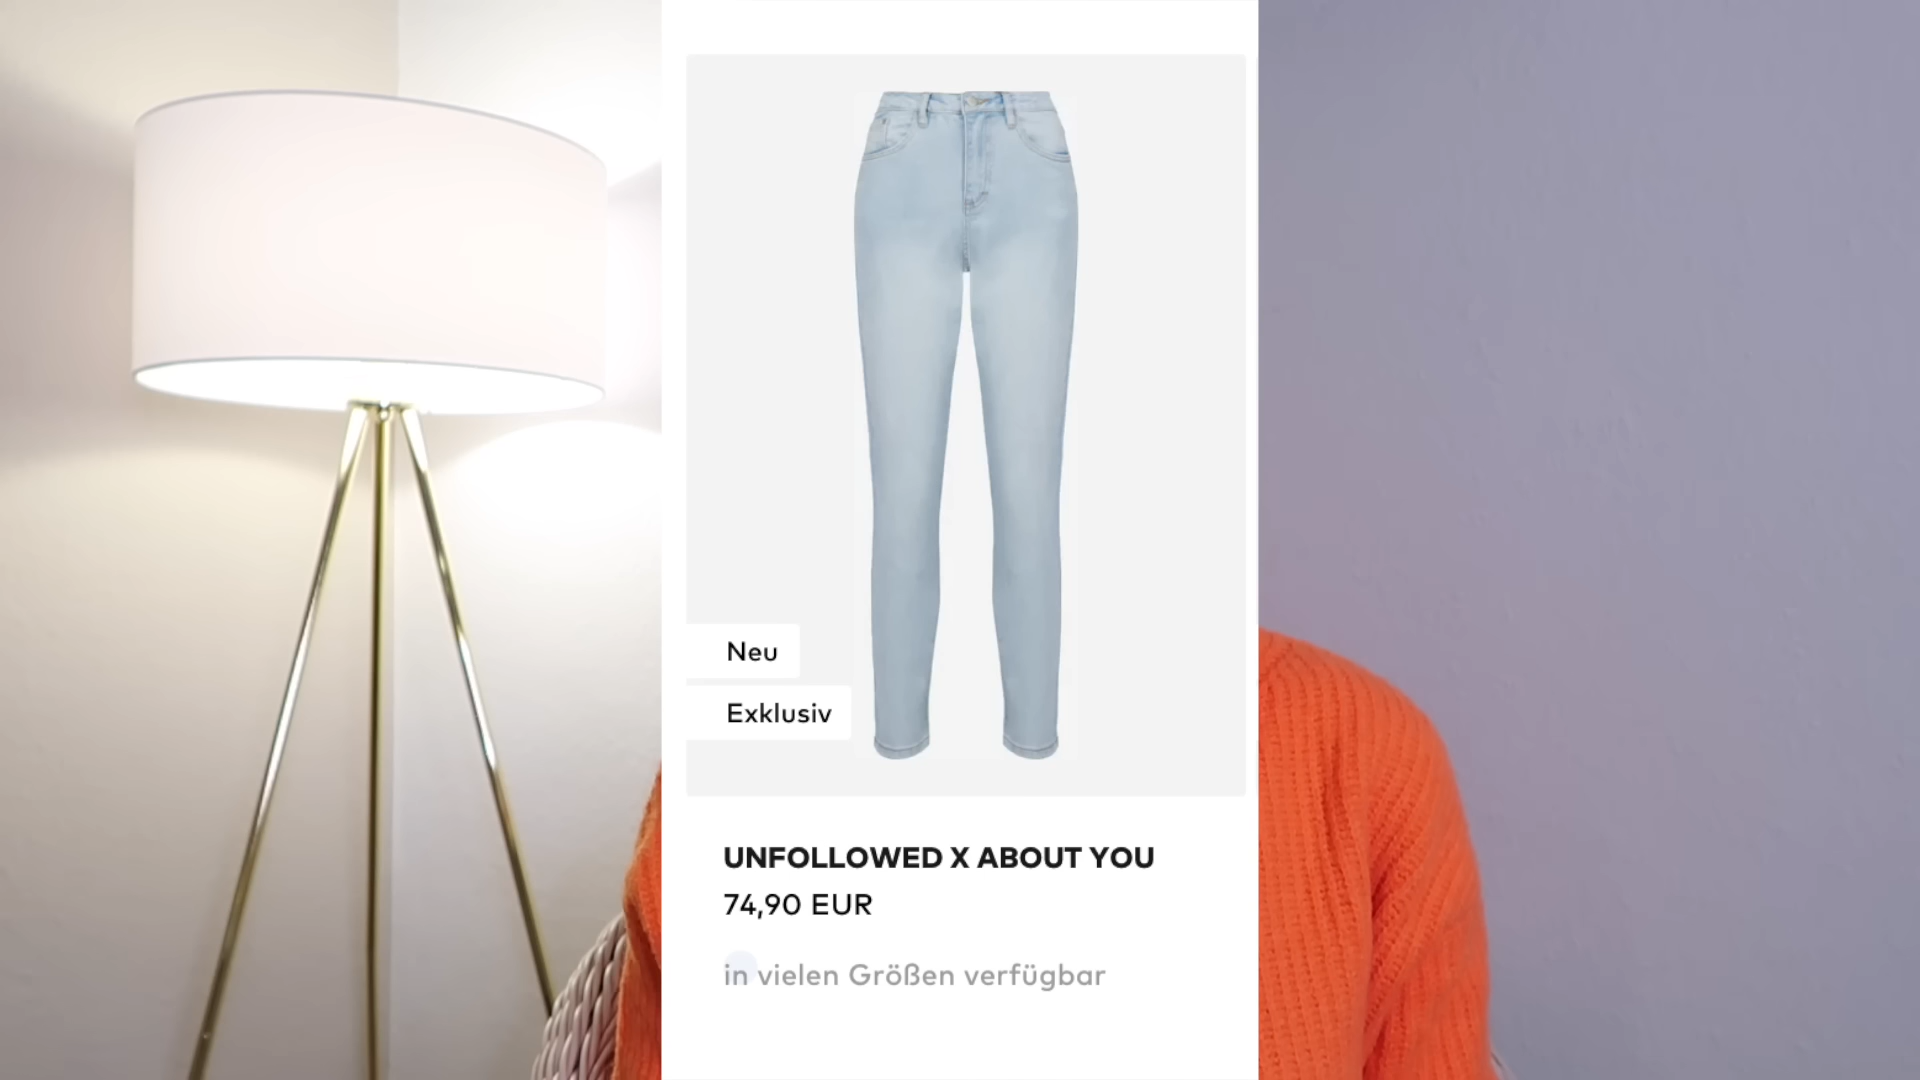 Neu
Exklusiv
UNFOLLOWED X ABOUT YOU
74,90 EUR
in vielen Größen verfügbar